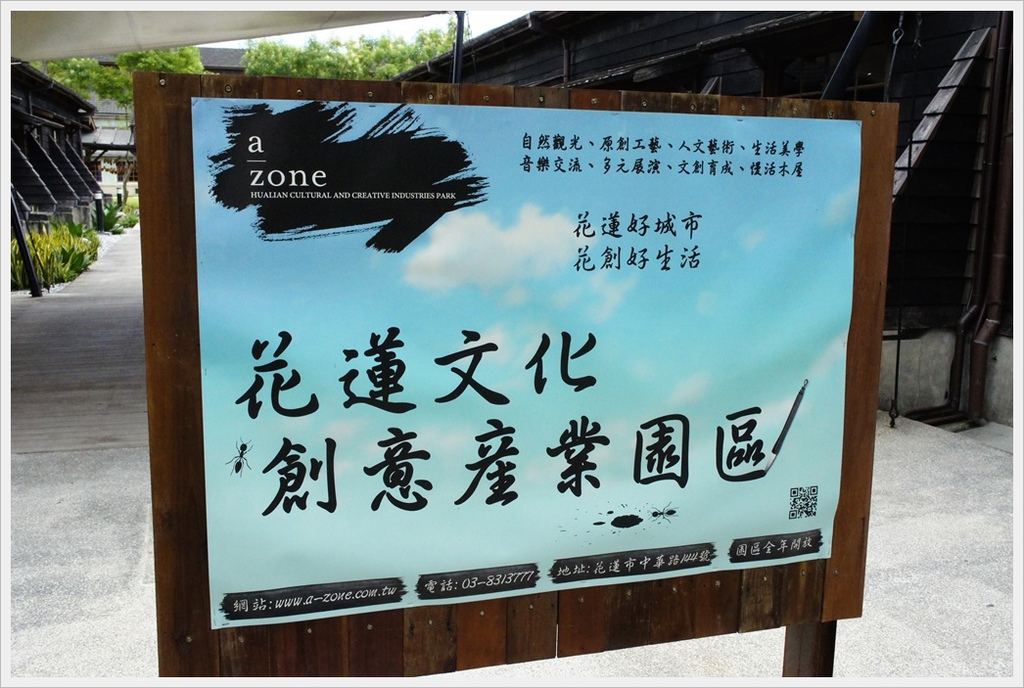 a
zone
HUALIAN CULTURAL AND CREATIVE INDUSTRIES PARK
自然觀光、原創工藝、人文藝術、生活美學
音樂交流、多元展演、文創育成、慢活木屋
花蓮好城市
花創好生活
花蓮文化
創意産業園區
網站:www.a-zone.com.tw
電話:03-8313777
地址:花蓮市中華路144號
園區全年開放